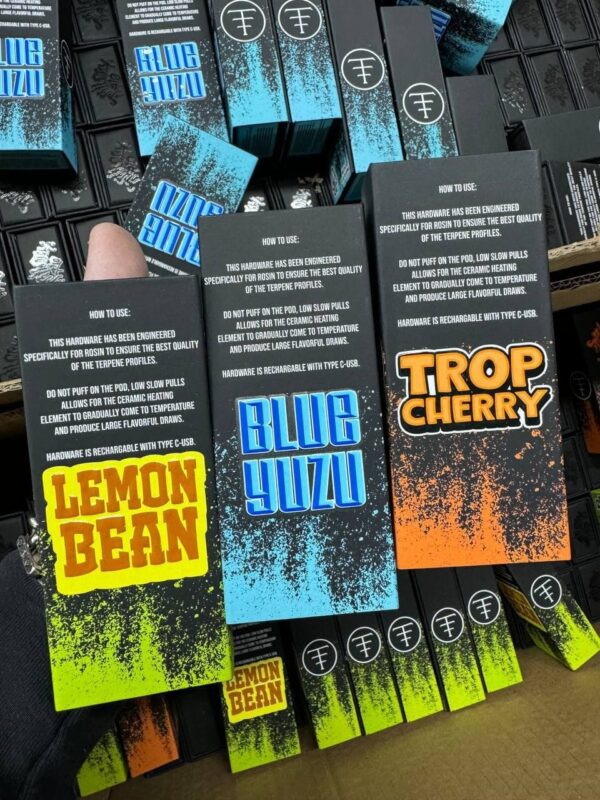 BLUE
YUZU
HARDWARE IS RECHARGABLE WITH TYPE C-USB.
BLUE
YUZU
BLUE
YUZU
HOW TO USE:
THIS HARDWARE HAS BEEN ENGINEERED
SPECIFICALLY FOR ROSIN TO ENSURE THE BEST QUALITY
OF THE TERPENE PROFILES.
DO NOT PUFF ON THE POD, LOW SLOW PULLS
ALLOWS FOR THE CERAMIC HEATING
ELEMENT TO GRADUALLY COME TO TEMPERATURE
AND PRODUCE LARGE FLAVORFUL DRAWS.
HARDWARE IS RECHARGABLE WITH TYPE C-USB.
LEMON
BEAN
HOW TO USE:
THIS HARDWARE HAS BEEN ENGINEERED
SPECIFICALLY FOR ROSIN TO ENSURE THE BEST QUALITY
OF THE TERPENE PROFILES.
DO NOT PUFF ON THE POD, LOW SLOW PULLS
ALLOWS FOR THE CERAMIC HEATING
ELEMENT TO GRADUALLY COME TO TEMPERATURE
AND PRODUCE LARGE FLAVORFUL DRAWS.
HARDWARE IS RECHARGABLE WITH TYPE C-USB.
BLUE
YUZU
HOW TO USE:
THIS HARDWARE HAS BEEN ENGINEERED
SPECIFICALLY FOR ROSIN TO ENSURE THE BEST QUALITY
OF THE TERPENE PROFILES.
DO NOT PUFF ON THE POD, LOW SLOW PULLS
ALLOWS FOR THE CERAMIC HEATING
ELEMENT TO GRADUALLY COME TO TEMPERATURE
AND PRODUCE LARGE FLAVORFUL DRAWS.
HARDWARE IS RECHARGABLE WITH TYPE C-USB.
TROP
CHERRY
LEMON
BEAN